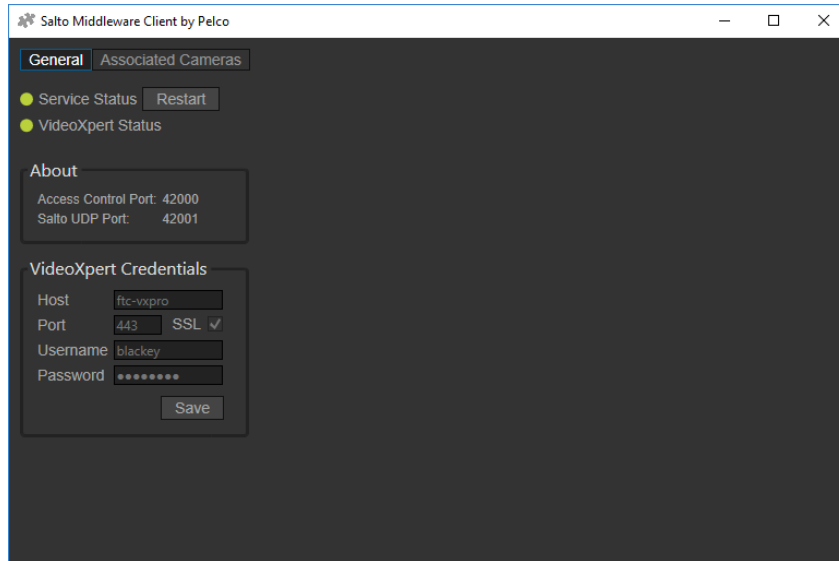 Salto Middleware Client by Pelco
General Associated Cameras
Service Status Restart
VideoXpert Status
About
Access Control Port: 42000
Salto UDP Port: 42001
VideoXpert Credentials
Host ftc-vxpro
Port 443 SSL
Username blackey
Password ••••••••
Save